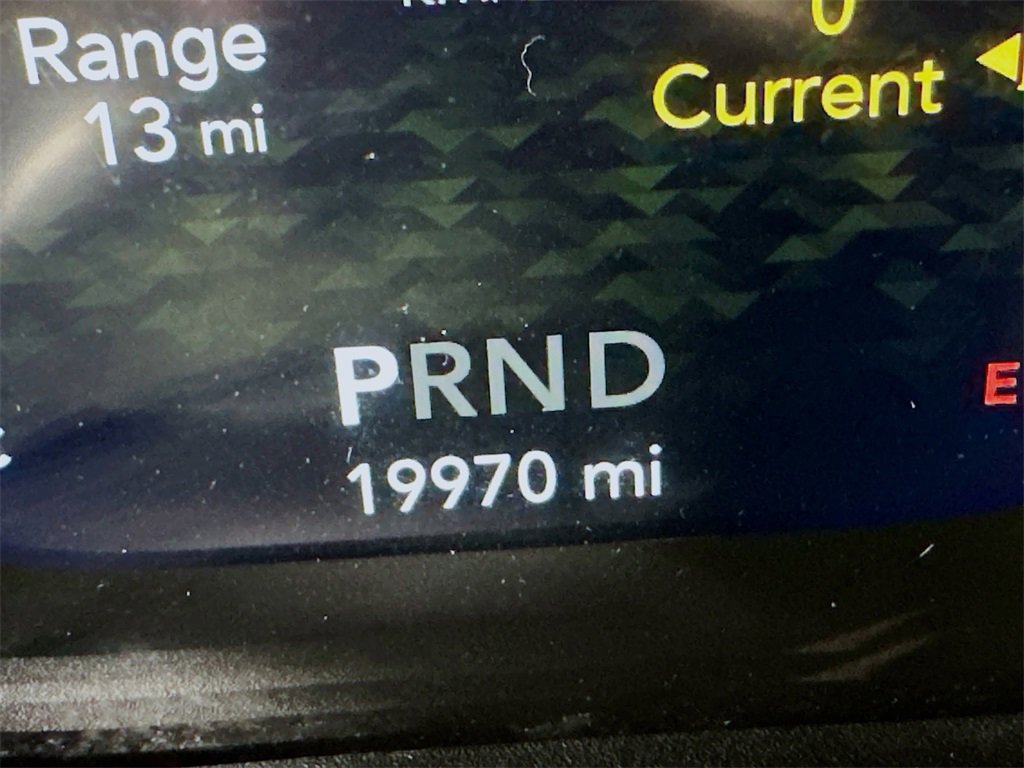 Range
13 mi
0
Current
PRND
19970 mi
E